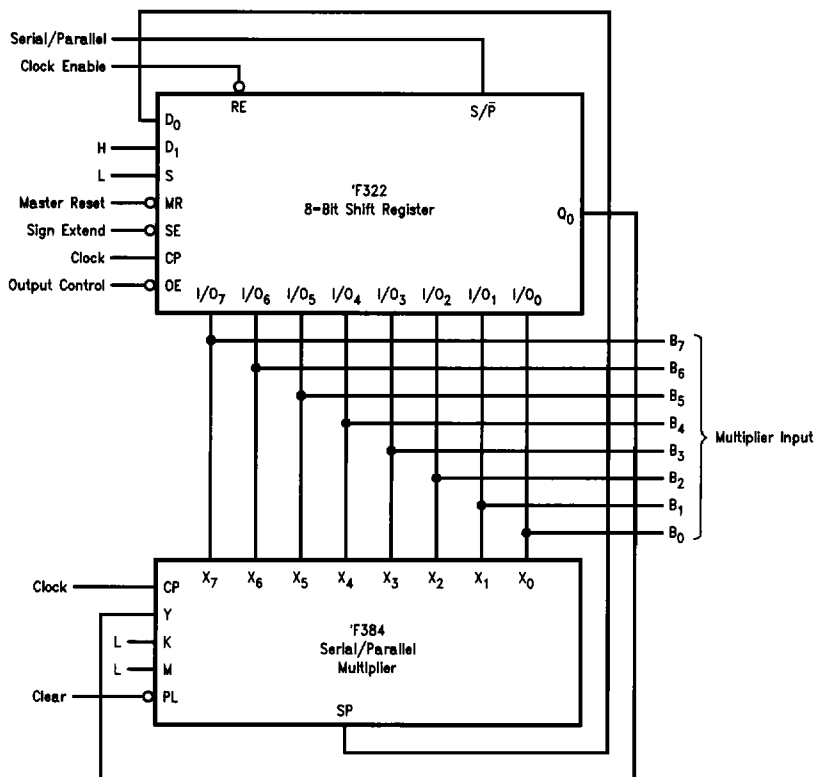 Serial/Parallel
Clock Enable
RE
S/P̅
D₀
H D₁
L S
'F322
8-Bit Shift Register
Q₀
Master Reset MR
Sign Extend SE
Clock CP
Output Control OE
I/O₇ I/O₆ I/O₅ I/O₄ I/O₃ I/O₂ I/O₁ I/O₀
B₇
B₆
B₅
B₄
Multiplier Input
B₃
B₂
B₁
B₀
X₇ X₆ X₅ X₄ X₃ X₂ X₁ X₀
Clock CP
Y
L K
L M
'F384
Serial/Parallel
Multiplier
Clear PL
SP